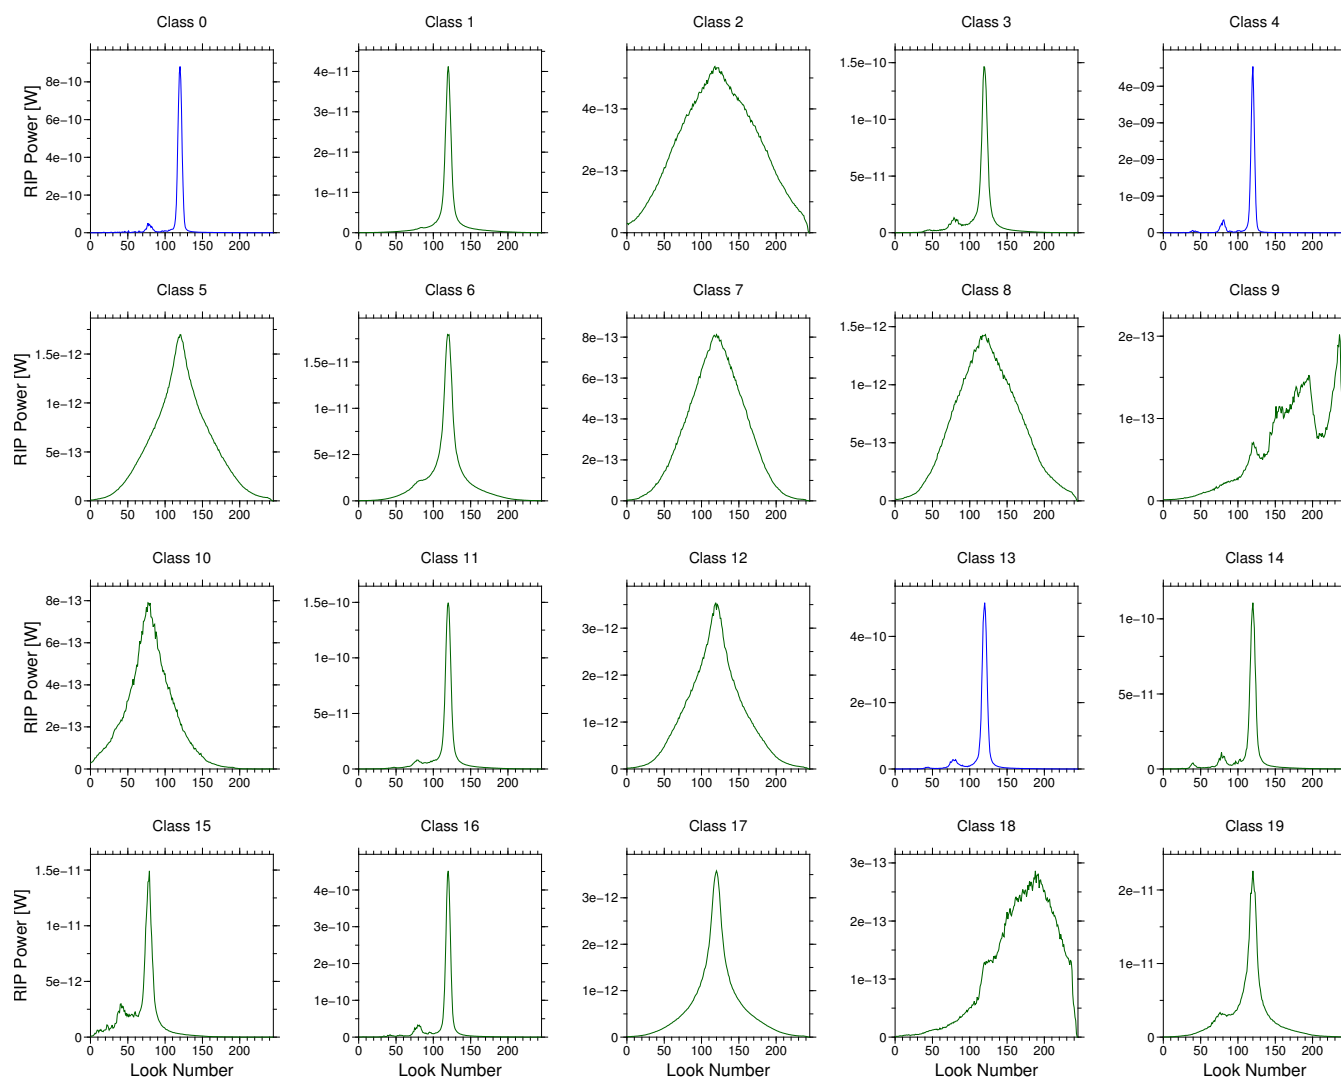 Class 0 Class 1 Class 2 Class 3 Class 4
RIP Power [W]
8e−10
6e−10
4e−10
2e−10
0
0 50 100 150 200
4e−11
3e−11
2e−11
1e−11
0
0 50 100 150 200
4e−13
2e−13
0
0 50 100 150 200
1.5e−10
1e−10
5e−11
0
0 50 100 150 200
4e−09
3e−09
2e−09
1e−09
0
0 50 100 150 200
Class 5 Class 6 Class 7 Class 8 Class 9
RIP Power [W]
1.5e−12
1e−12
5e−13
0
0 50 100 150 200
1.5e−11
1e−11
5e−12
0
0 50 100 150 200
8e−13
6e−13
4e−13
2e−13
0
0 50 100 150 200
1.5e−12
1e−12
5e−13
0
0 50 100 150 200
2e−13
1e−13
0
0 50 100 150 200
Class 10 Class 11 Class 12 Class 13 Class 14
RIP Power [W]
8e−13
6e−13
4e−13
2e−13
0
0 50 100 150 200
1.5e−10
1e−10
5e−11
0
0 50 100 150 200
3e−12
2e−12
1e−12
0
0 50 100 150 200
4e−10
2e−10
0
0 50 100 150 200
1e−10
5e−11
0
0 50 100 150 200
Class 15 Class 16 Class 17 Class 18 Class 19
RIP Power [W]
1.5e−11
1e−11
5e−12
0
0 50 100 150 200
Look Number
4e−10
3e−10
2e−10
1e−10
0
0 50 100 150 200
Look Number
3e−12
2e−12
1e−12
0
0 50 100 150 200
Look Number
3e−13
2e−13
1e−13
0
0 50 100 150 200
Look Number
2e−11
1e−11
0
0 50 100 150 200
Look Number